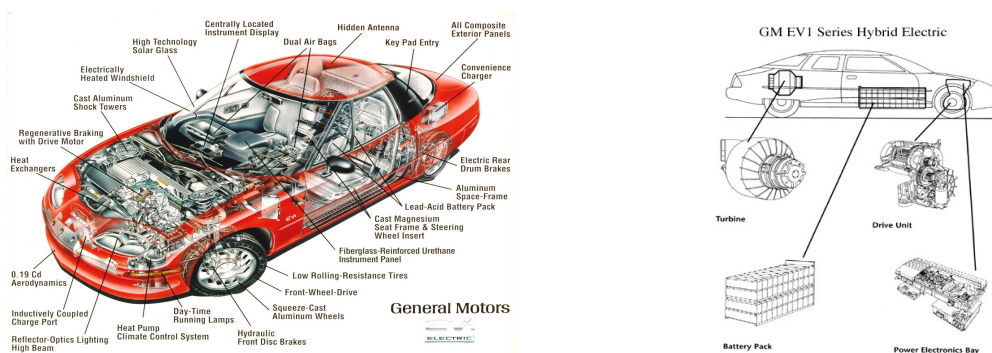 Centrally Located
Instrument Display
Hidden Antenna
All Composite
Exterior Panels
High Technology
Solar Glass
Dual Air Bags
Key Pad Entry
Electrically
Heated Windshield
Convenience
Charger
Cast Aluminum
Shock Towers
Regenerative Braking
with Drive Motor
Heat
Exchangers
Electric Rear
Drum Brakes
Aluminum
Space-Frame
Lead-Acid Battery Pack
Cast Magnesium
Seat Frame & Steering
Wheel Insert
EV1
Fiberglass-Reinforced Urethane
Instrument Panel
0.19 Cd
Aerodynamics
Low Rolling-Resistance Tires
Front-Wheel-Drive
Inductively Coupled
Charge Port
Day-Time
Running Lamps
Squeeze-Cast
Aluminum Wheels
Reflector-Optics Lighting
High Beam
Heat Pump
Climate Control System
Hydraulic
Front Disc Brakes
General Motors
ELECTRIC
GM EV1 Series Hybrid Electric
Turbine
Drive Unit
Battery Pack
Power Electronics Bay